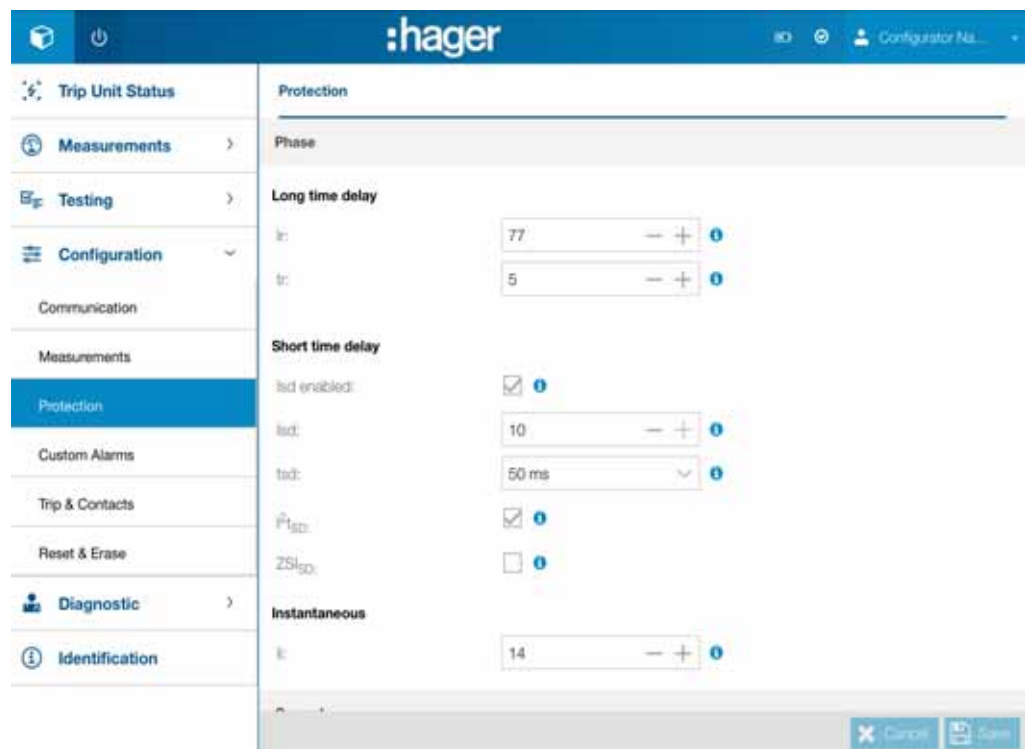 :hager
Configurator Na...
Trip Unit Status
Measurements
Testing
Configuration
Communication
Measurements
Protection
Custom Alarms
Trip & Contacts
Reset & Erase
Diagnostic
Identification
Protection
Phase
Long time delay
Ir: 77
tr: 5
Short time delay
Isd enabled:
Isd: 10
tsd: 50 ms
I²tSD:
ZSISD:
Instantaneous
Ii: 14
Cancel Save